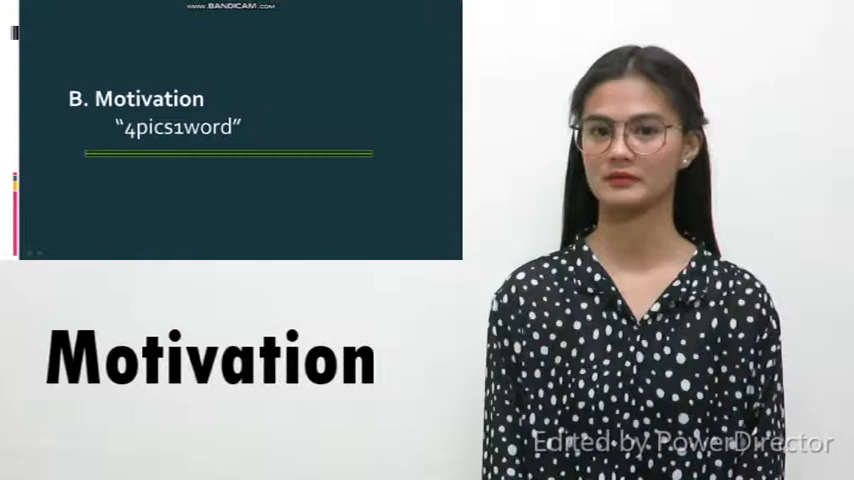 WWW.BANDICAM.COM
B. Motivation
"4pics1word"
Motivation
Edited by PowerDirector